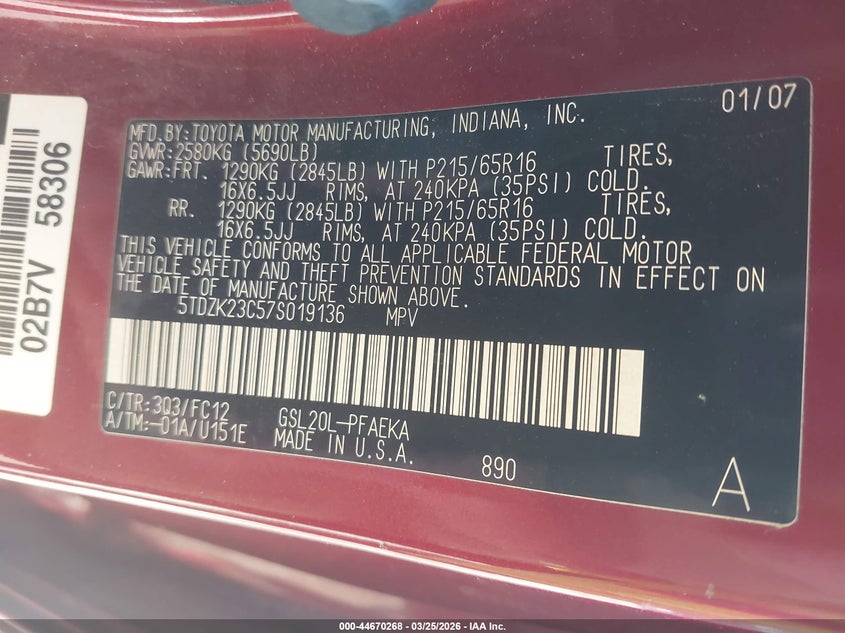 02B7V 58306
01/07
MFD.BY:TOYOTA MOTOR MANUFACTURING, INDIANA, INC.
GVWR:2580KG (5690LB)
GAWR:FRT. 1290KG (2845LB) WITH P215/65R16 TIRES,
16X6.5JJ RIMS, AT 240KPA (35PSI) COLD.
RR. 1290KG (2845LB) WITH P215/65R16 TIRES,
16X6.5JJ RIMS, AT 240KPA (35PSI) COLD.
THIS VEHICLE CONFORMS TO ALL APPLICABLE FEDERAL MOTOR
VEHICLE SAFETY AND THEFT PREVENTION STANDARDS IN EFFECT ON
THE DATE OF MANUFACTURE SHOWN ABOVE.
5TDZK23C57S019136 MPV
C/TR:3Q3/FC12 GSL20L-PFAEKA
A/TM:-01A/U151E MADE IN U.S.A. 890
A
000-44670268 - 03/25/2026 - IAA Inc.